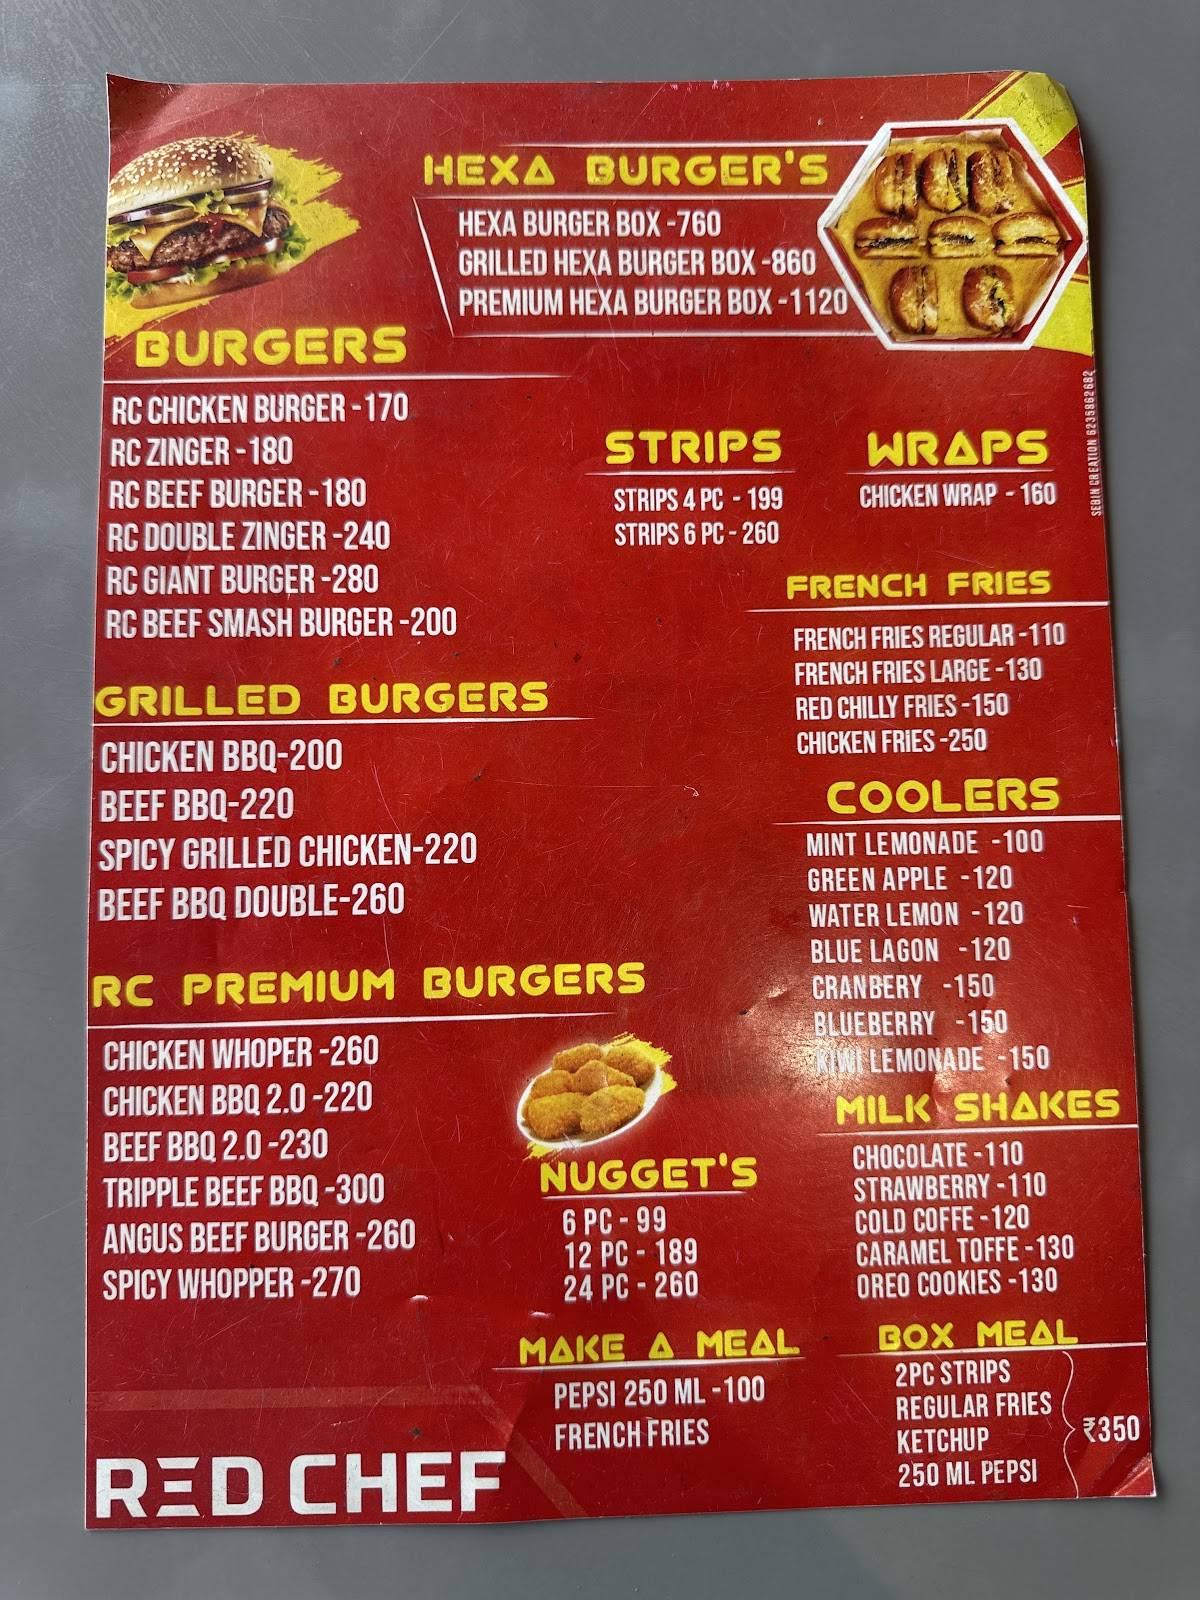 HEXA BURGER'S
HEXA BURGER BOX -760
GRILLED HEXA BURGER BOX -860
PREMIUM HEXA BURGER BOX -1120
BURGERS
RC CHICKEN BURGER -170
RC ZINGER -180
RC BEEF BURGER -180
RC DOUBLE ZINGER -240
RC GIANT BURGER -280
RC BEEF SMASH BURGER -200
STRIPS
STRIPS 4 PC - 199
STRIPS 6 PC - 260
WRAPS
CHICKEN WRAP - 160
SEBIN CREATION 6235862682
FRENCH FRIES
FRENCH FRIES REGULAR -110
FRENCH FRIES LARGE -130
RED CHILLY FRIES -150
CHICKEN FRIES -250
GRILLED BURGERS
CHICKEN BBQ-200
BEEF BBQ-220
SPICY GRILLED CHICKEN-220
BEEF BBQ DOUBLE-260
COOLERS
MINT LEMONADE -100
GREEN APPLE -120
WATER LEMON -120
BLUE LAGON -120
CRANBERY -150
BLUEBERRY -150
KIWI LEMONADE -150
RC PREMIUM BURGERS
CHICKEN WHOPER -260
CHICKEN BBQ 2.0 -220
BEEF BBQ 2.0 -230
TRIPPLE BEEF BBQ -300
ANGUS BEEF BURGER -260
SPICY WHOPPER -270
NUGGET'S
6 PC - 99
12 PC - 189
24 PC - 260
MILK SHAKES
CHOCOLATE -110
STRAWBERRY -110
COLD COFFE -120
CARAMEL TOFFE -130
OREO COOKIES -130
MAKE A MEAL
PEPSI 250 ML -100
FRENCH FRIES
BOX MEAL
2PC STRIPS
REGULAR FRIES
KETCHUP
250 ML PEPSI
₹350
RED CHEF